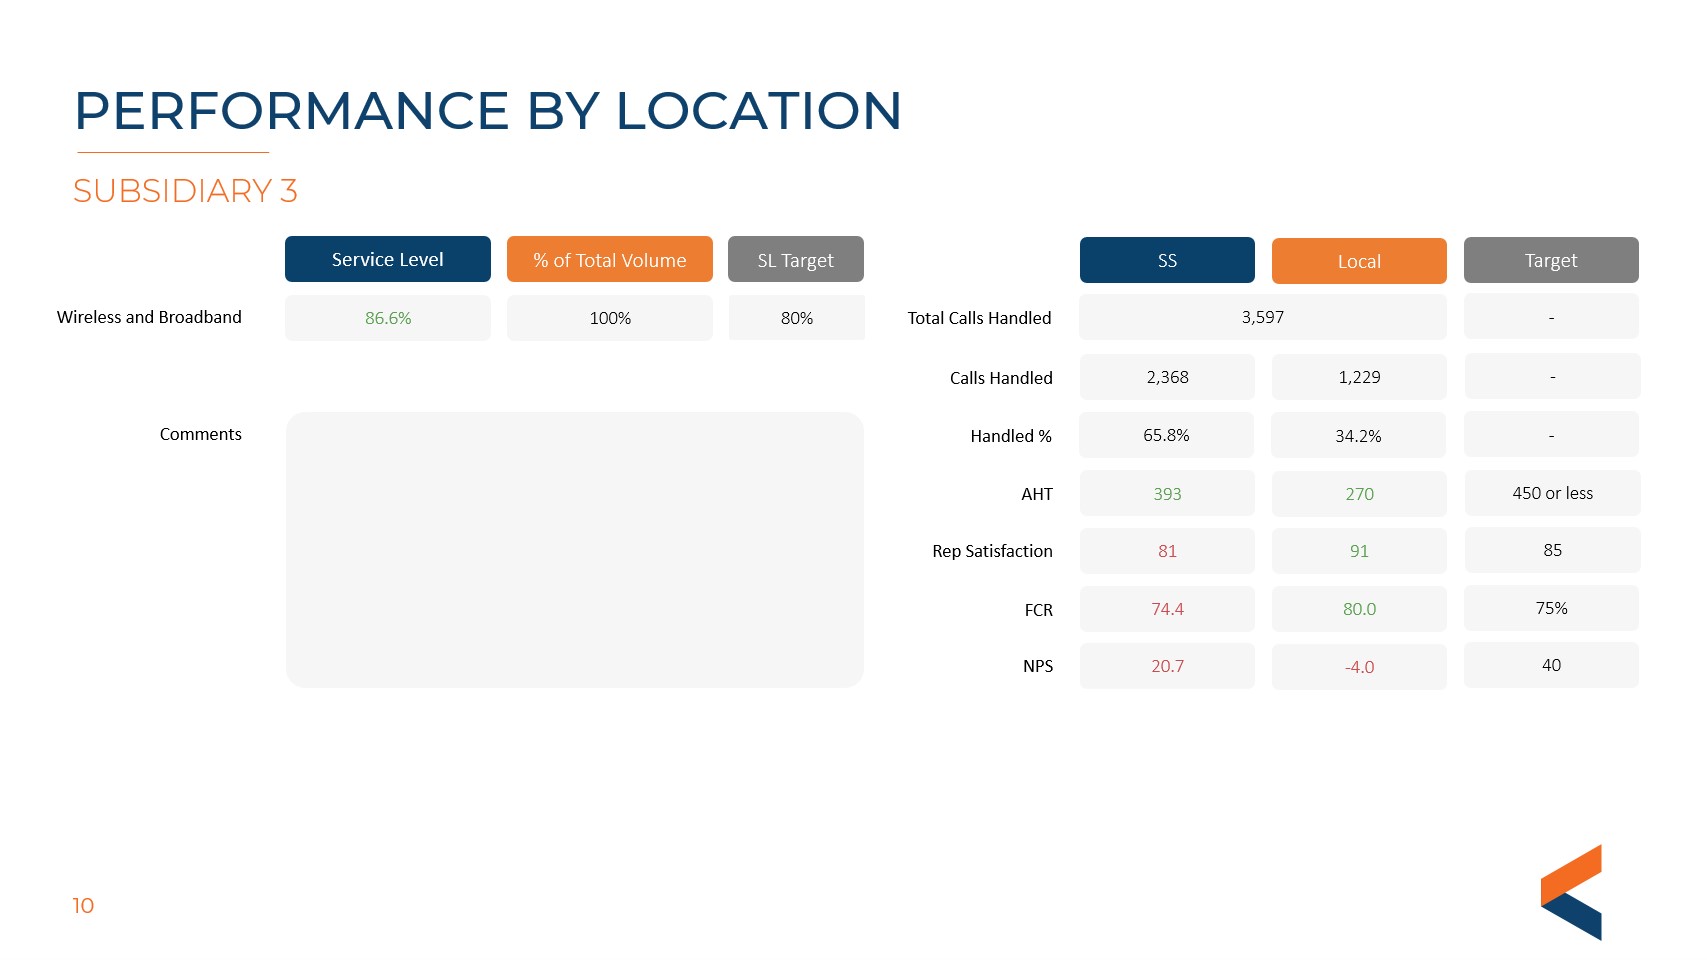 PERFORMANCE BY LOCATION
SUBSIDIARY 3
Service Level % of Total Volume SL Target
Wireless and Broadband 86.6% 100% 80%
Comments
SS Local Target
Total Calls Handled 3,597 -
Calls Handled 2,368 1,229 -
Handled % 65.8% 34.2% -
AHT 393 270 450 or less
Rep Satisfaction 81 91 85
FCR 74.4 80.0 75%
NPS 20.7 -4.0 40
10